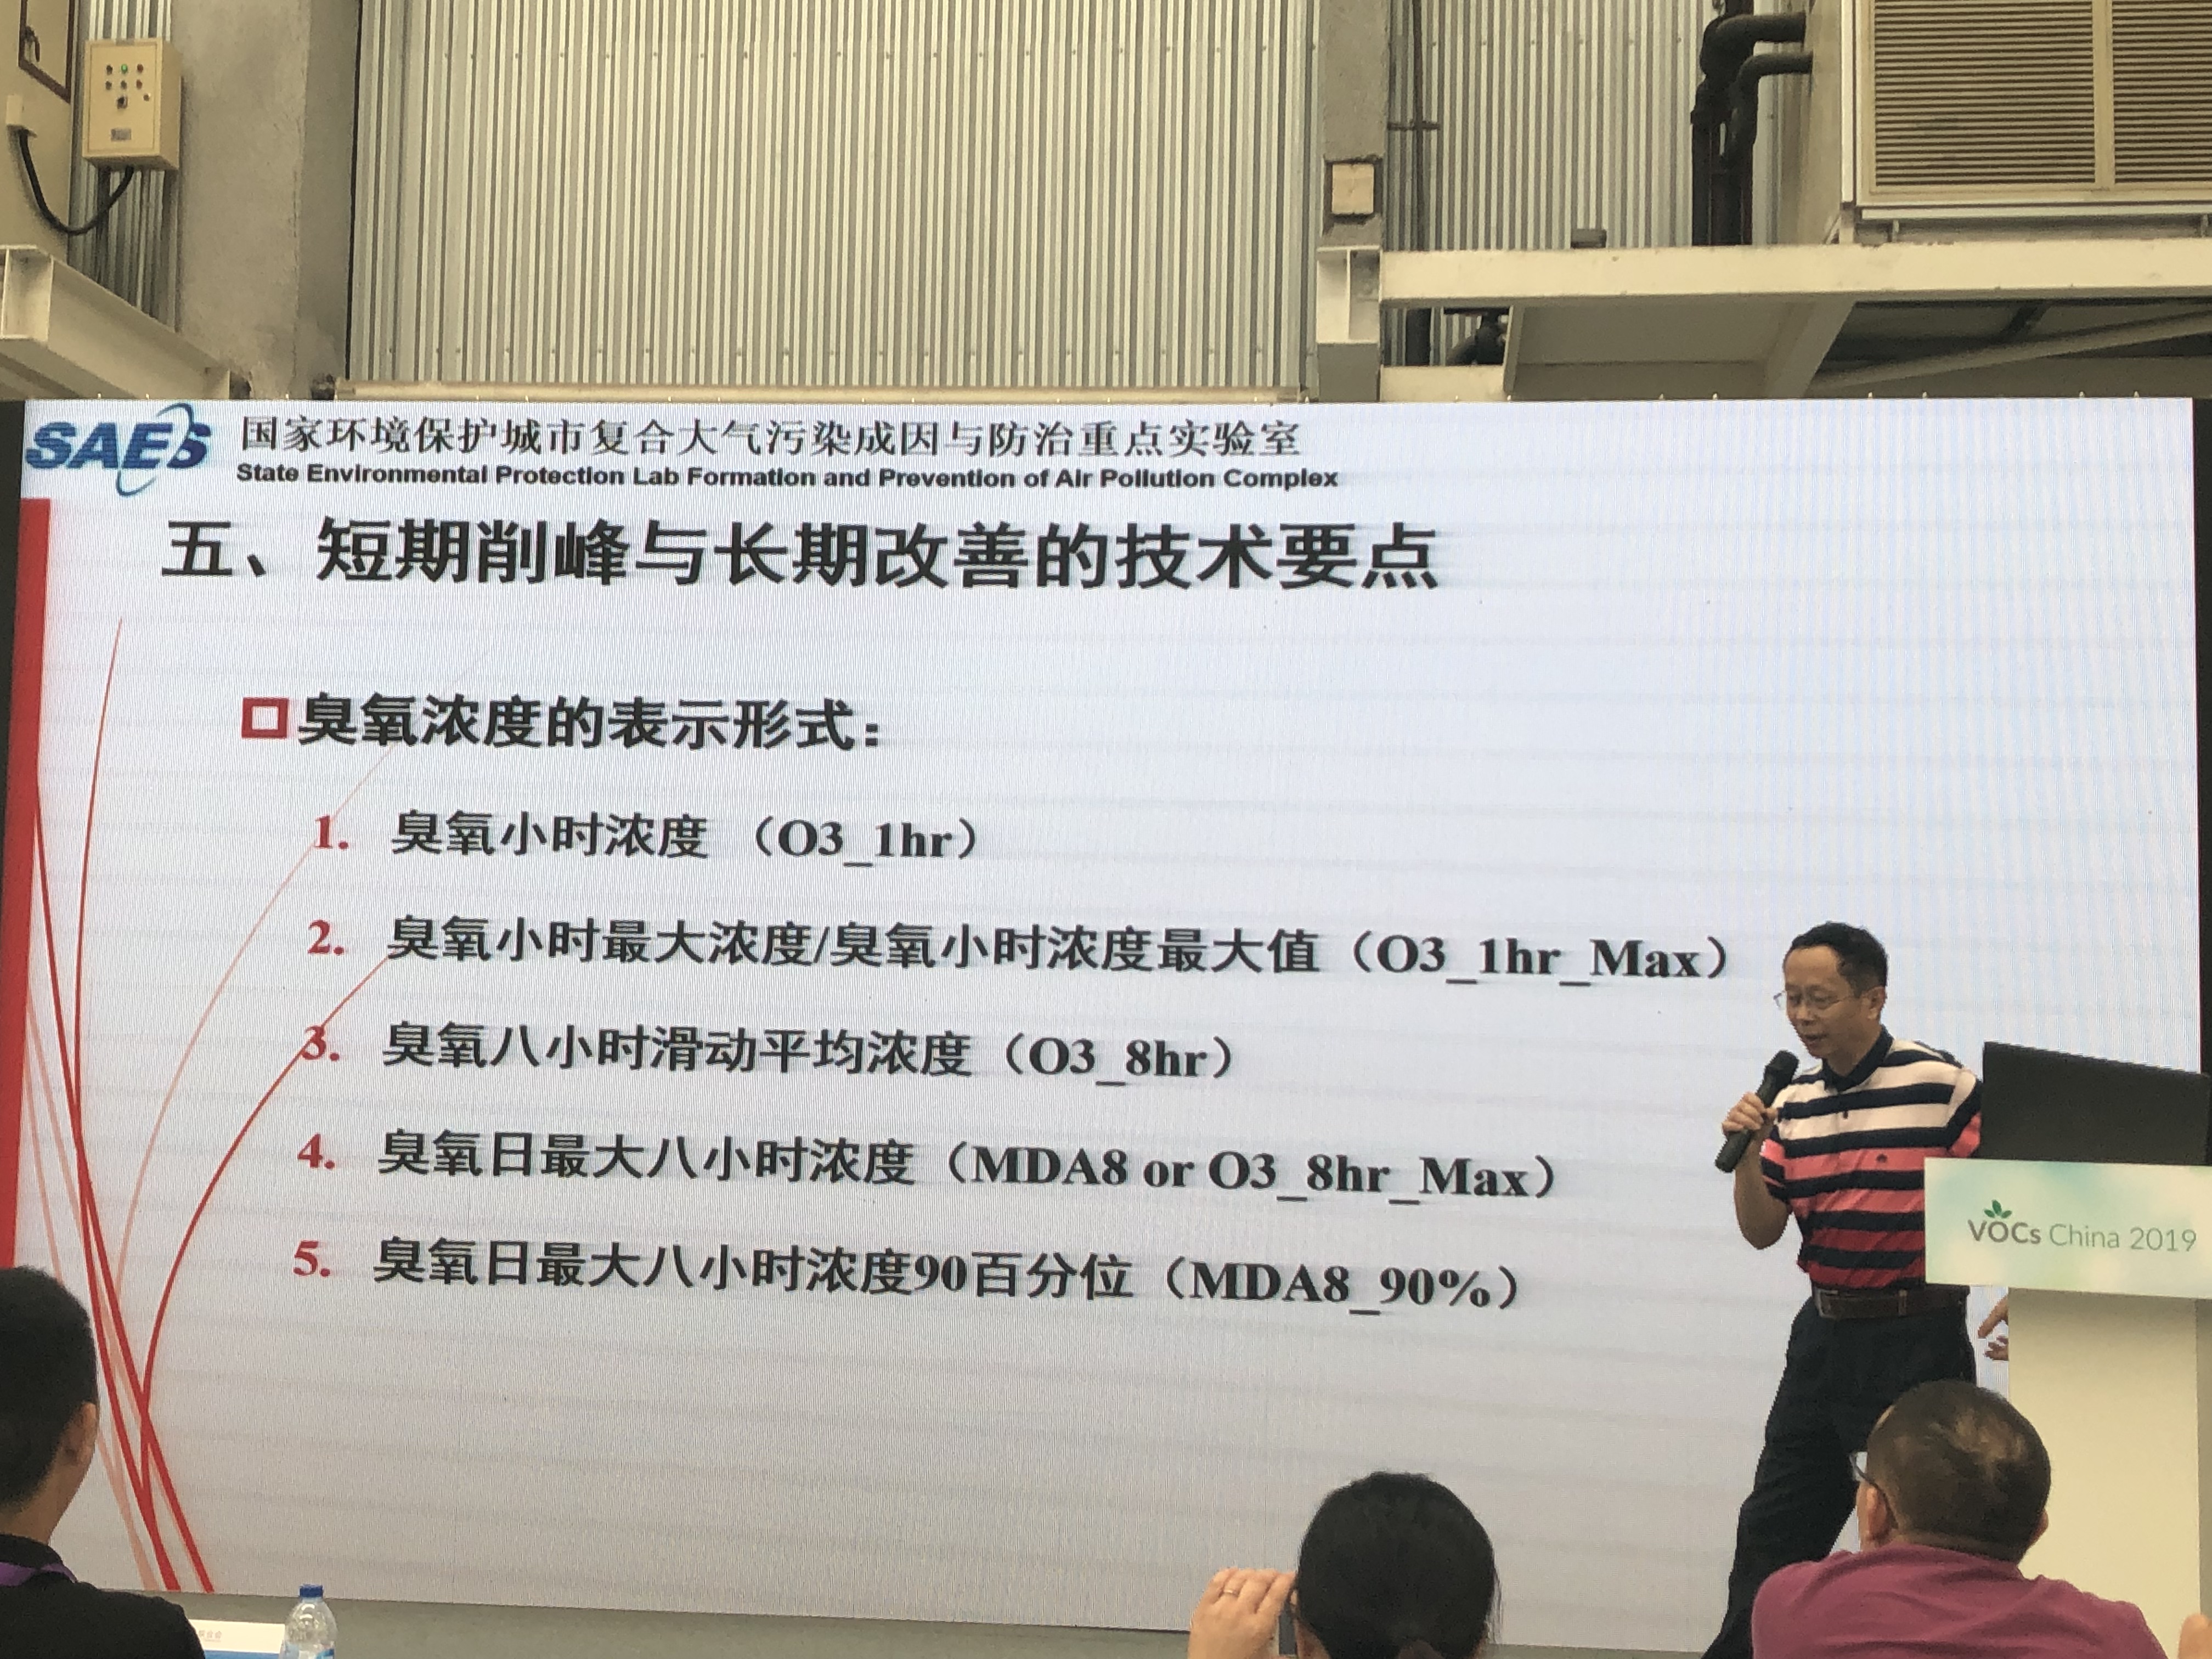 SAES
国家环境保护城市复合大气污染成因与防治重点实验室
State Environmental Protection Lab Formation and Prevention of Air Pollution Complex
五、短期削峰与长期改善的技术要点
臭氧浓度的表示形式：
1. 臭氧小时浓度 （O3_1hr）
2. 臭氧小时最大浓度/臭氧小时浓度最大值（O3_1hr_Max）
3. 臭氧八小时滑动平均浓度（O3_8hr）
4. 臭氧日最大八小时浓度（MDA8 or O3_8hr_Max）
5. 臭氧日最大八小时浓度90百分位（MDA8_90%）
VOCs China 2019